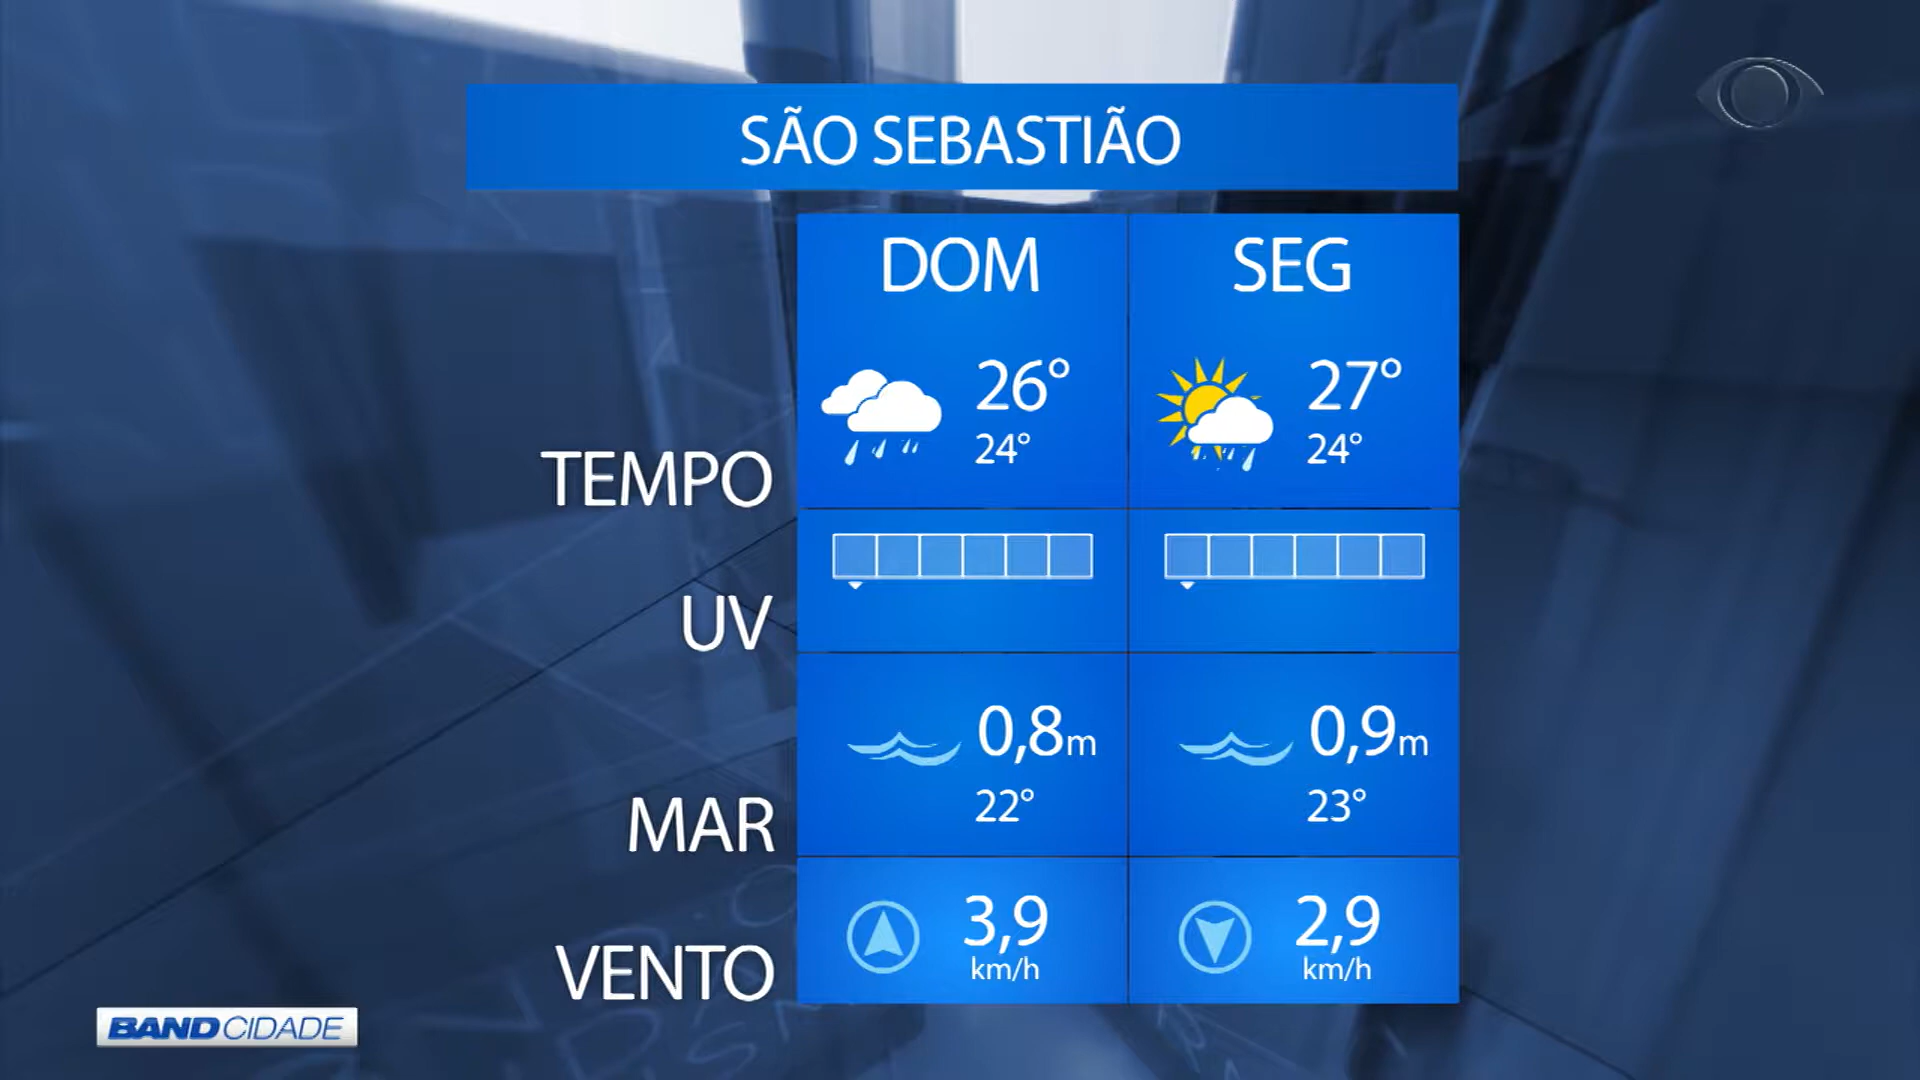 SÃO SEBASTIÃO
DOM SEG
26° 27°
24° 24°
TEMPO
UV
0,8m 0,9m
22° 23°
MAR
3,9 2,9
km/h km/h
VENTO
BAND CIDADE